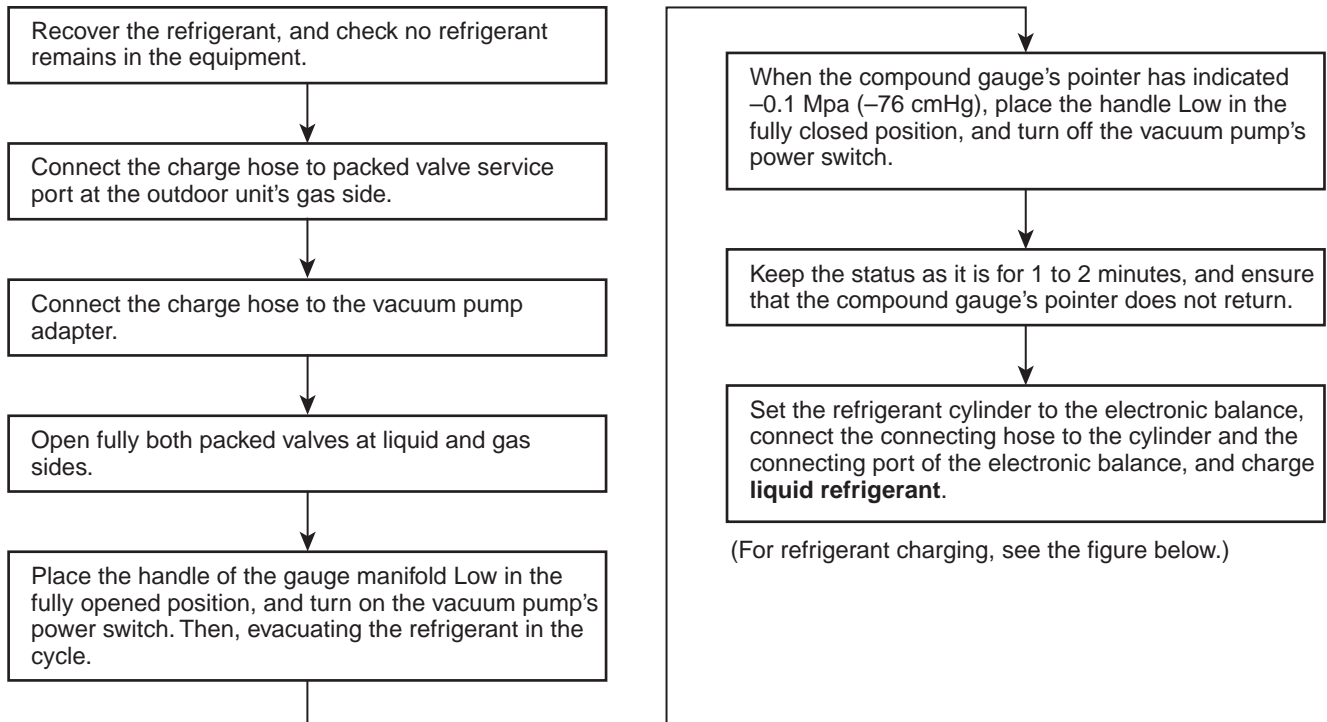 Recover the refrigerant, and check no refrigerant
remains in the equipment.
Connect the charge hose to packed valve service
port at the outdoor unit's gas side.
Connect the charge hose to the vacuum pump
adapter.
Open fully both packed valves at liquid and gas
sides.
Place the handle of the gauge manifold Low in the
fully opened position, and turn on the vacuum pump's
power switch. Then, evacuating the refrigerant in the
cycle.
When the compound gauge's pointer has indicated
–0.1 Mpa (–76 cmHg), place the handle Low in the
fully closed position, and turn off the vacuum pump's
power switch.
Keep the status as it is for 1 to 2 minutes, and ensure
that the compound gauge's pointer does not return.
Set the refrigerant cylinder to the electronic balance,
connect the connecting hose to the cylinder and the
connecting port of the electronic balance, and charge
liquid refrigerant.
(For refrigerant charging, see the figure below.)